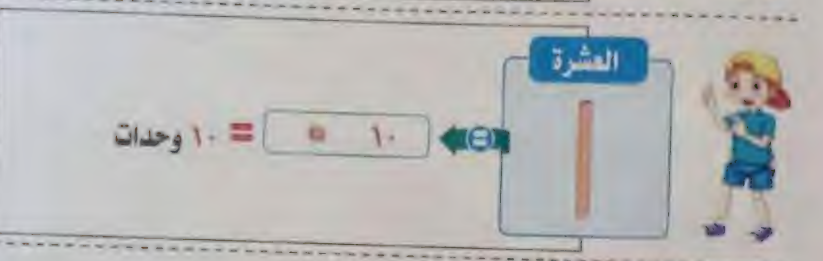 العشرة
=
١٠ = ١٠ وحدات